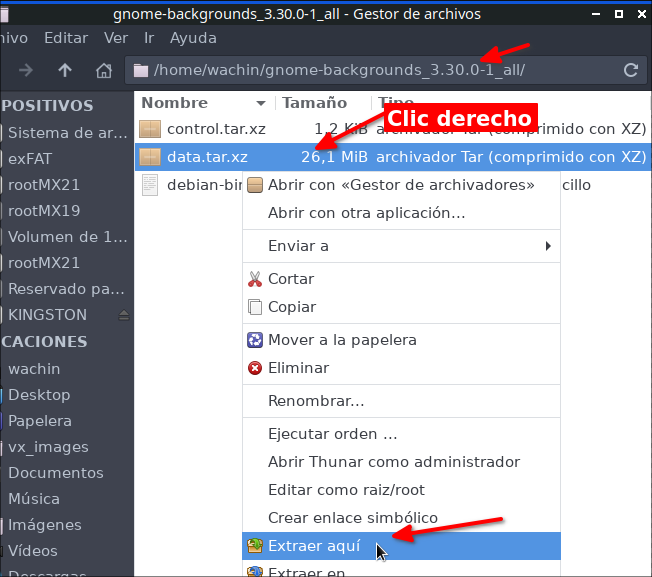 gnome-backgrounds_3.30.0-1_all - Gestor de archivos
hivo Editar Ver Ir Ayuda
/home/wachin/gnome-backgrounds_3.30.0-1_all/
POSITIVOS
Sistema de ar...
exFAT
rootMX21
rootMX19
Volumen de 1...
rootMX21
Reservado pa...
KINGSTON
CACIONES
wachin
Desktop
Papelera
vx_images
Documentos
Música
Imágenes
Vídeos
Descargas
Nombre Tamaño Tipo
Clic derecho
control.tar.xz 1,2 KiB archivador Tar (comprimido con XZ)
data.tar.xz 26,1 MiB archivador Tar (comprimido con XZ)
debian-bin cillo
Abrir con «Gestor de archivadores»
Abrir con otra aplicación...
Enviar a
Cortar
Copiar
Mover a la papelera
Eliminar
Renombrar...
Ejecutar orden ...
Abrir Thunar como administrador
Editar como raiz/root
Crear enlace simbólico
Extraer aquí
Extraer en